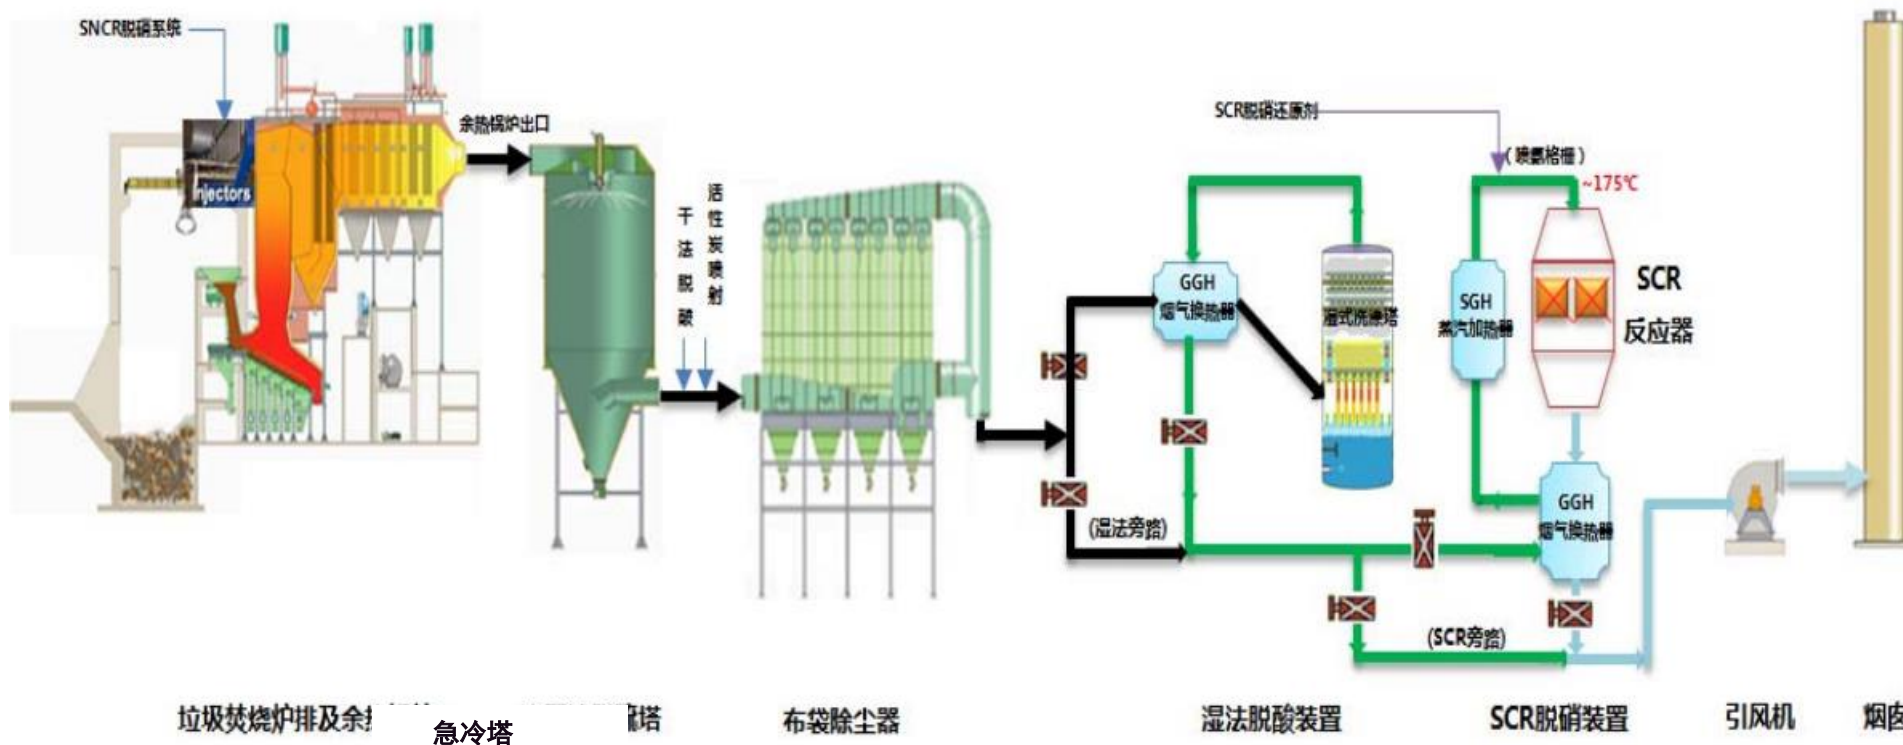 SNCR脱硝系统
Injectors
余热锅炉出口
干法脱酸
活性炭喷射
SCR脱硝还原剂
(喷氨格栅)
~175℃
GGH
烟气换热器
湿式洗涤塔
SGH
蒸汽加热器
SCR
反应器
GGH
烟气换热器
(湿法旁路)
(SCR旁路)
垃圾焚烧炉排及余热
急冷塔
硫塔
布袋除尘器
湿法脱酸装置
SCR脱硝装置
引风机
烟囱